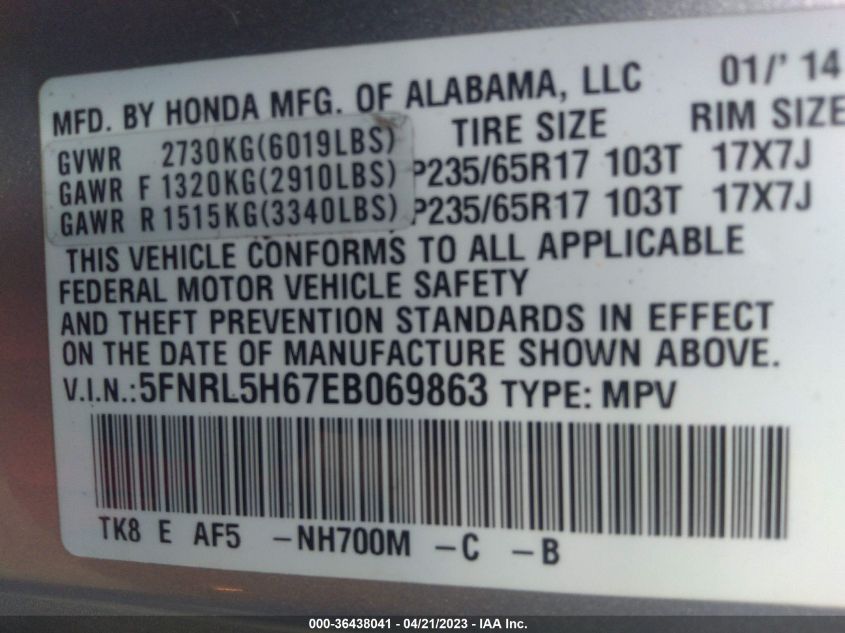 MFD. BY HONDA MFG. OF ALABAMA, LLC 01/' 14
GVWR 2730KG(6019LBS) TIRE SIZE RIM SIZE
GAWR F 1320KG(2910LBS) P235/65R17 103T 17X7J
GAWR R 1515KG(3340LBS) P235/65R17 103T 17X7J
THIS VEHICLE CONFORMS TO ALL APPLICABLE
FEDERAL MOTOR VEHICLE SAFETY
AND THEFT PREVENTION STANDARDS IN EFFECT
ON THE DATE OF MANUFACTURE SHOWN ABOVE.
V.I.N.:5FNRL5H67EB069863 TYPE: MPV
TK8 E AF5 -NH700M -C -B
000-36438041 - 04/21/2023 - IAA Inc.